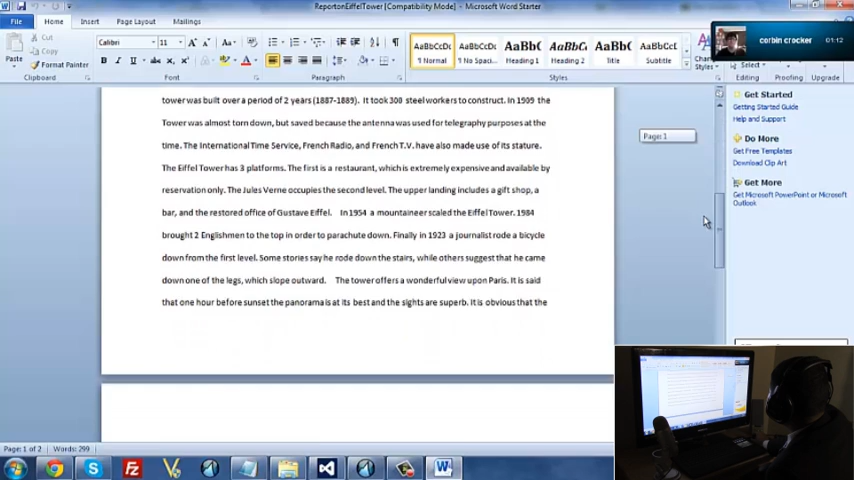 ReportonEiffelTower [Compatibility Mode] - Microsoft Word Starter
File Home Insert Page Layout Mailings
corbin crocker 01:12
Paste
Cut
Copy
Format Painter
Calibri 11
AaBbCcDc AaBbCcDc AaBbC AaBbCc AaBb( AaBbCc
¶ Normal ¶ No Spaci... Heading 1 Heading 2 Title Subtitle
Change Styles
Clipboard Font Paragraph Styles
Select Proofing Upgrade
tower was built over a period of 2 years (1887-1889). It took 300 steel workers to construct. In 1909 the
Tower was almost torn down, but saved because the antenna was used for telegraphy purposes at the
time. The International Time Service, French Radio, and French T.V. have also made use of its stature.
The Eiffel Tower has 3 platforms. The first is a restaurant, which is extremely expensive and available by
reservation only. The Jules Verne occupies the second level. The upper landing includes a gift shop, a
bar, and the restored office of Gustave Eiffel. In 1954 a mountaineer scaled the Eiffel Tower. 1984
brought 2 Englishmen to the top in order to parachute down. Finally in 1923 a journalist rode a bicycle
down from the first level. Some stories say he rode down the stairs, while others suggest that he came
down one of the legs, which slope outward. The tower offers a wonderful view upon Paris. It is said
that one hour before sunset the panorama is at its best and the sights are superb. It is obvious that the
Page: 1
Get Started
Getting Started Guide
Help and Support
Do More
Get Free Templates
Download Clip Art
Get More
Get Microsoft PowerPoint or Microsoft
Outlook
Page: 1 of 2 Words: 299